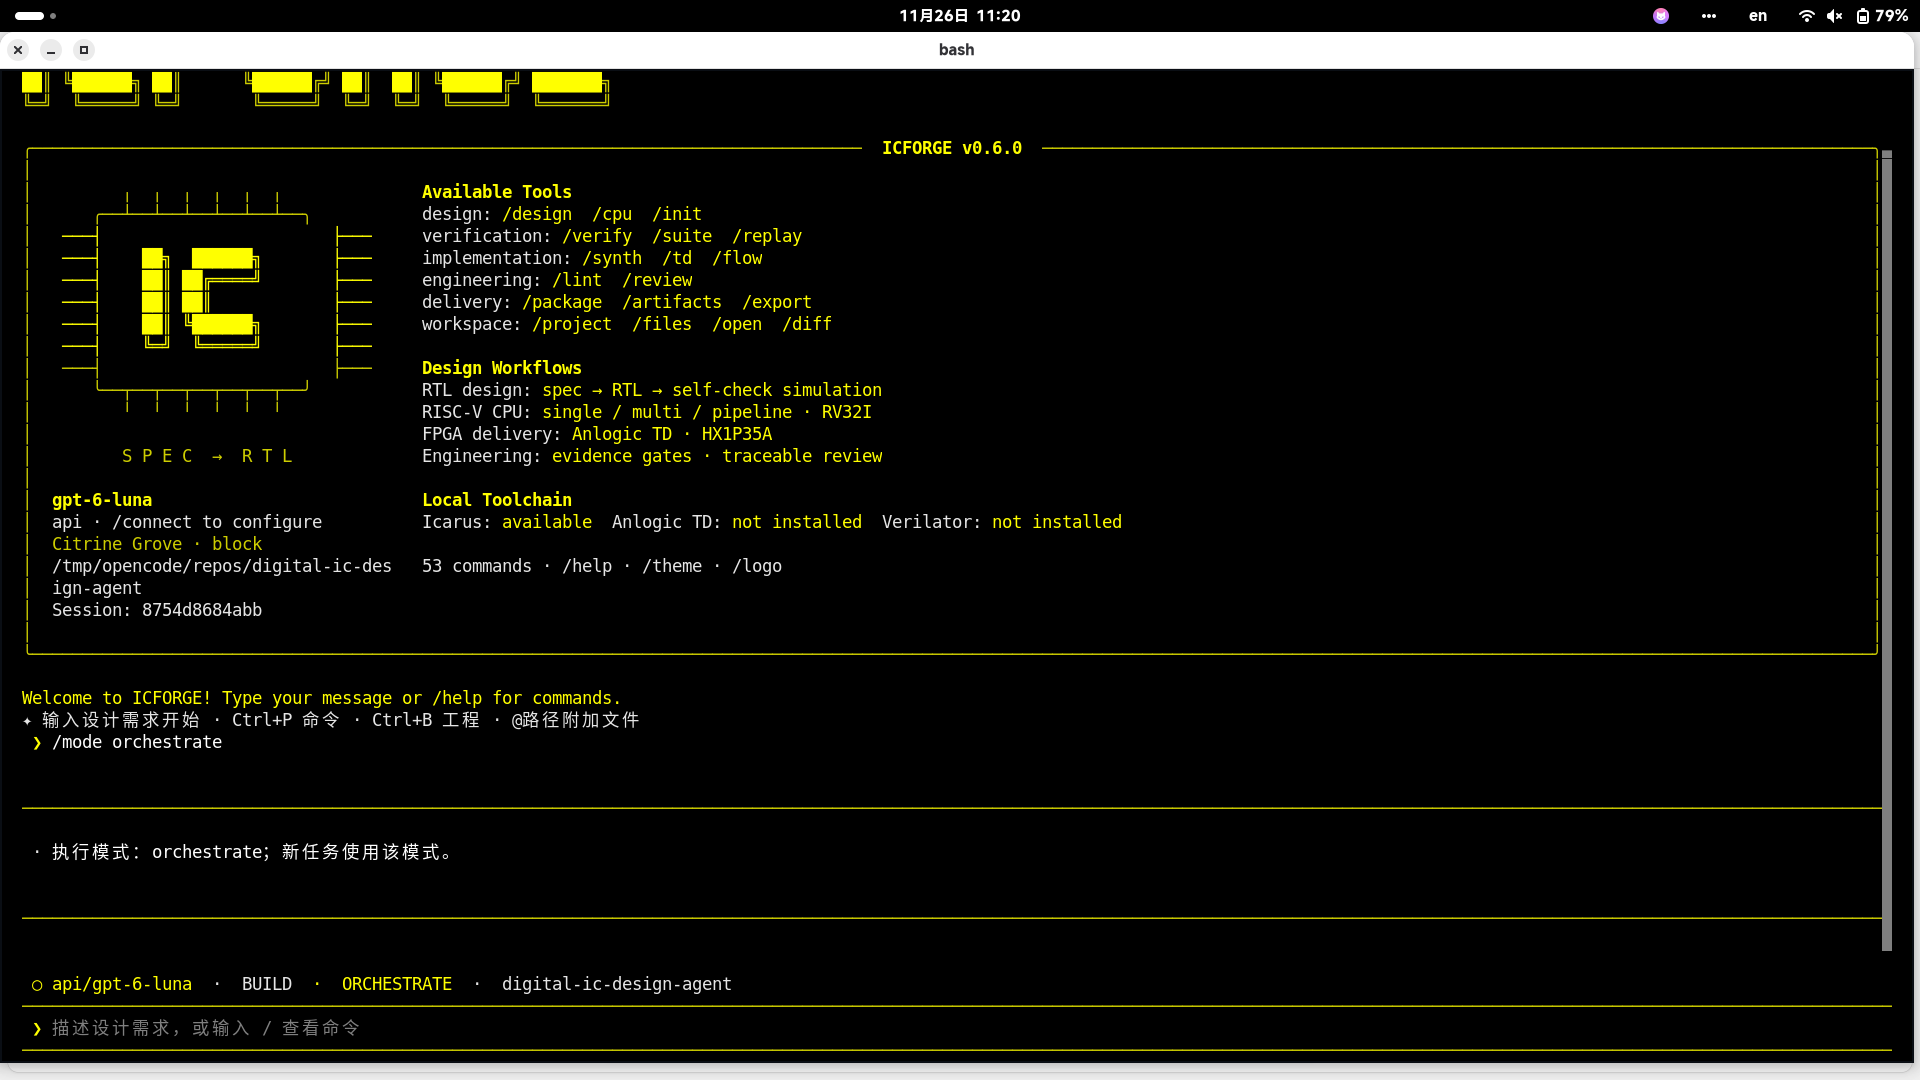 11月26日 11:20
en
79%
bash
ICFORGE v0.6.0
Available Tools
design: /design /cpu /init
verification: /verify /suite /replay
implementation: /synth /td /flow
engineering: /lint /review
delivery: /package /artifacts /export
workspace: /project /files /open /diff
IC
Design Workflows
RTL design: spec → RTL → self-check simulation
RISC-V CPU: single / multi / pipeline · RV32I
FPGA delivery: Anlogic TD · HX1P35A
Engineering: evidence gates · traceable review
SPEC → RTL
gpt-6-luna
api · /connect to configure
Citrine Grove · block
/tmp/opencode/repos/digital-ic-des
ign-agent
Session: 8754d8684abb
Local Toolchain
Icarus: available Anlogic TD: not installed Verilator: not installed
53 commands · /help · /theme · /logo
Welcome to ICFORGE! Type your message or /help for commands.
✦ 输入设计需求开始 · Ctrl+P 命令 · Ctrl+B 工程 · @路径附加文件
❯ /mode orchestrate
· 执行模式：orchestrate；新任务使用该模式。
○ api/gpt-6-luna · BUILD · ORCHESTRATE · digital-ic-design-agent
❯ 描述设计需求，或输入 / 查看命令